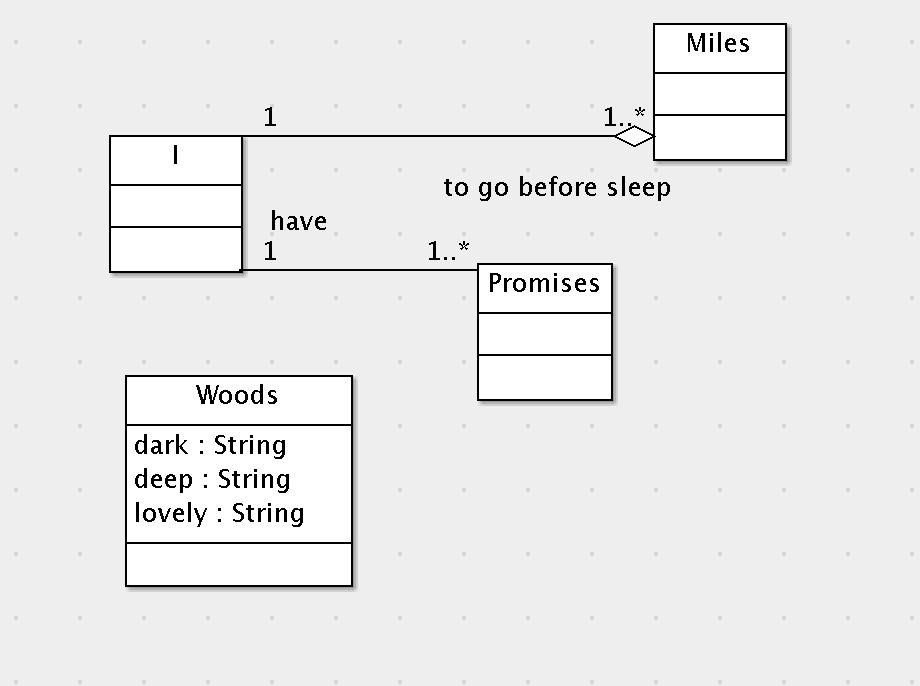 Miles
1
1..*
I
to go before sleep
have
1
1..*
Promises
Woods
dark : String
deep : String
lovely : String